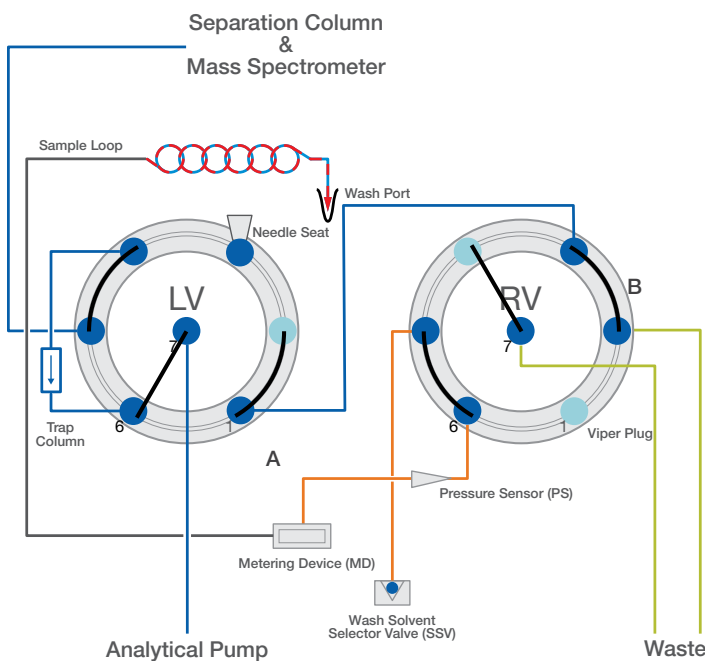 Separation Column
&
Mass Spectrometer
Sample Loop
Wash Port
Needle Seat
LV
RV
B
7
7
Trap
Column
6
1
6
1
Viper Plug
A
Pressure Sensor (PS)
Metering Device (MD)
Wash Solvent
Selector Valve (SSV)
Analytical Pump
Waste